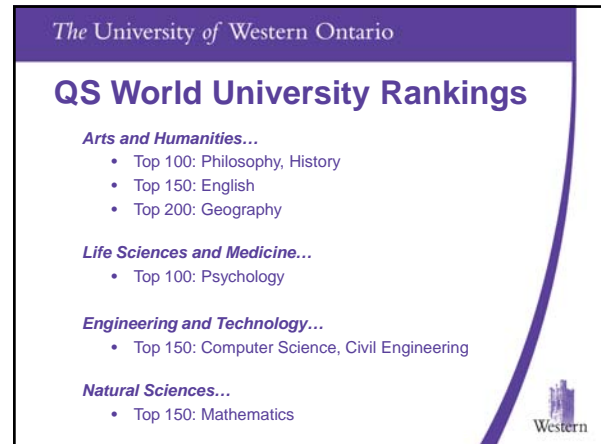 The University of Western Ontario
QS World University Rankings
Arts and Humanities…
• Top 100: Philosophy, History
• Top 150: English
• Top 200: Geography
Life Sciences and Medicine…
• Top 100: Psychology
Engineering and Technology…
• Top 150: Computer Science, Civil Engineering
Natural Sciences…
• Top 150: Mathematics
Western